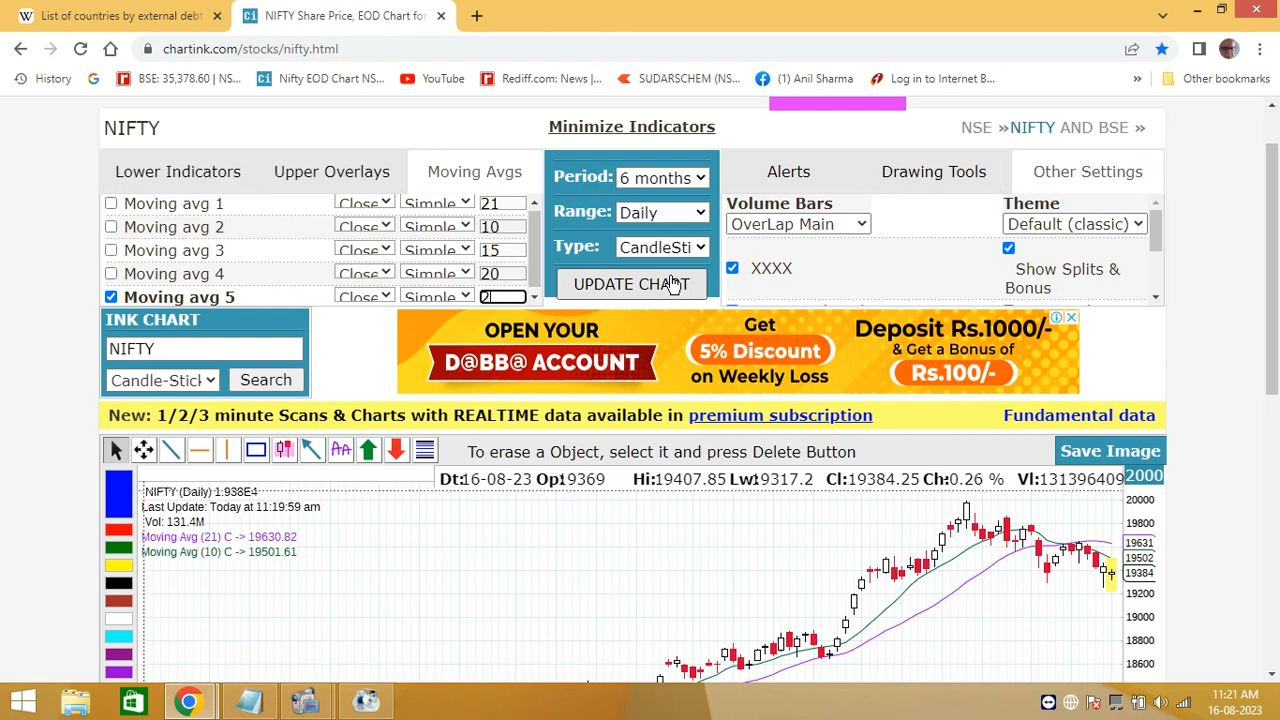 List of countries by external debt
NIFTY Share Price, EOD Chart for
chartink.com/stocks/nifty.html
History
BSE: 35,378.60 | NS...
Nifty EOD Chart NS...
YouTube
Rediff.com: News |...
SUDARSCHEM (NS...
(1) Anil Sharma
Log in to Internet B...
»
Other bookmarks
NIFTY
Minimize Indicators
NSE »NIFTY AND BSE »
Lower Indicators
Upper Overlays
Moving Avgs
Period: 6 months
Alerts
Drawing Tools
Other Settings
Moving avg 1 Close Simple 21
Moving avg 2 Close Simple 10
Moving avg 3 Close Simple 15
Moving avg 4 Close Simple 20
Moving avg 5 Close Simple 2
Range: Daily
Type: CandleSti
UPDATE CHART
Volume Bars
OverLap Main
XXXX
Theme
Default (classic)
Show Splits &
Bonus
INK CHART
NIFTY
Candle-Stick
Search
OPEN YOUR
D@BB@ ACCOUNT
Get
5% Discount
on Weekly Loss
Deposit Rs.1000/-
& Get a Bonus of
Rs.100/-
New: 1/2/3 minute Scans & Charts with REALTIME data available in premium subscription
Fundamental data
To erase a Object, select it and press Delete Button
Save Image
Dt:16-08-23 Op:19369 Hi:19407.85 Lw:19317.2 Cl:19384.25 Ch:0.26 % Vl:131396409
2000
NIFTY (Daily) 1.938E4
Last Update: Today at 11:19:59 am
Vol: 131.4M
Moving Avg (21) C -> 19630.82
Moving Avg (10) C -> 19501.61
20000
19800
19631
19502
19384
19200
19000
18800
18600
11:21 AM
16-08-2023